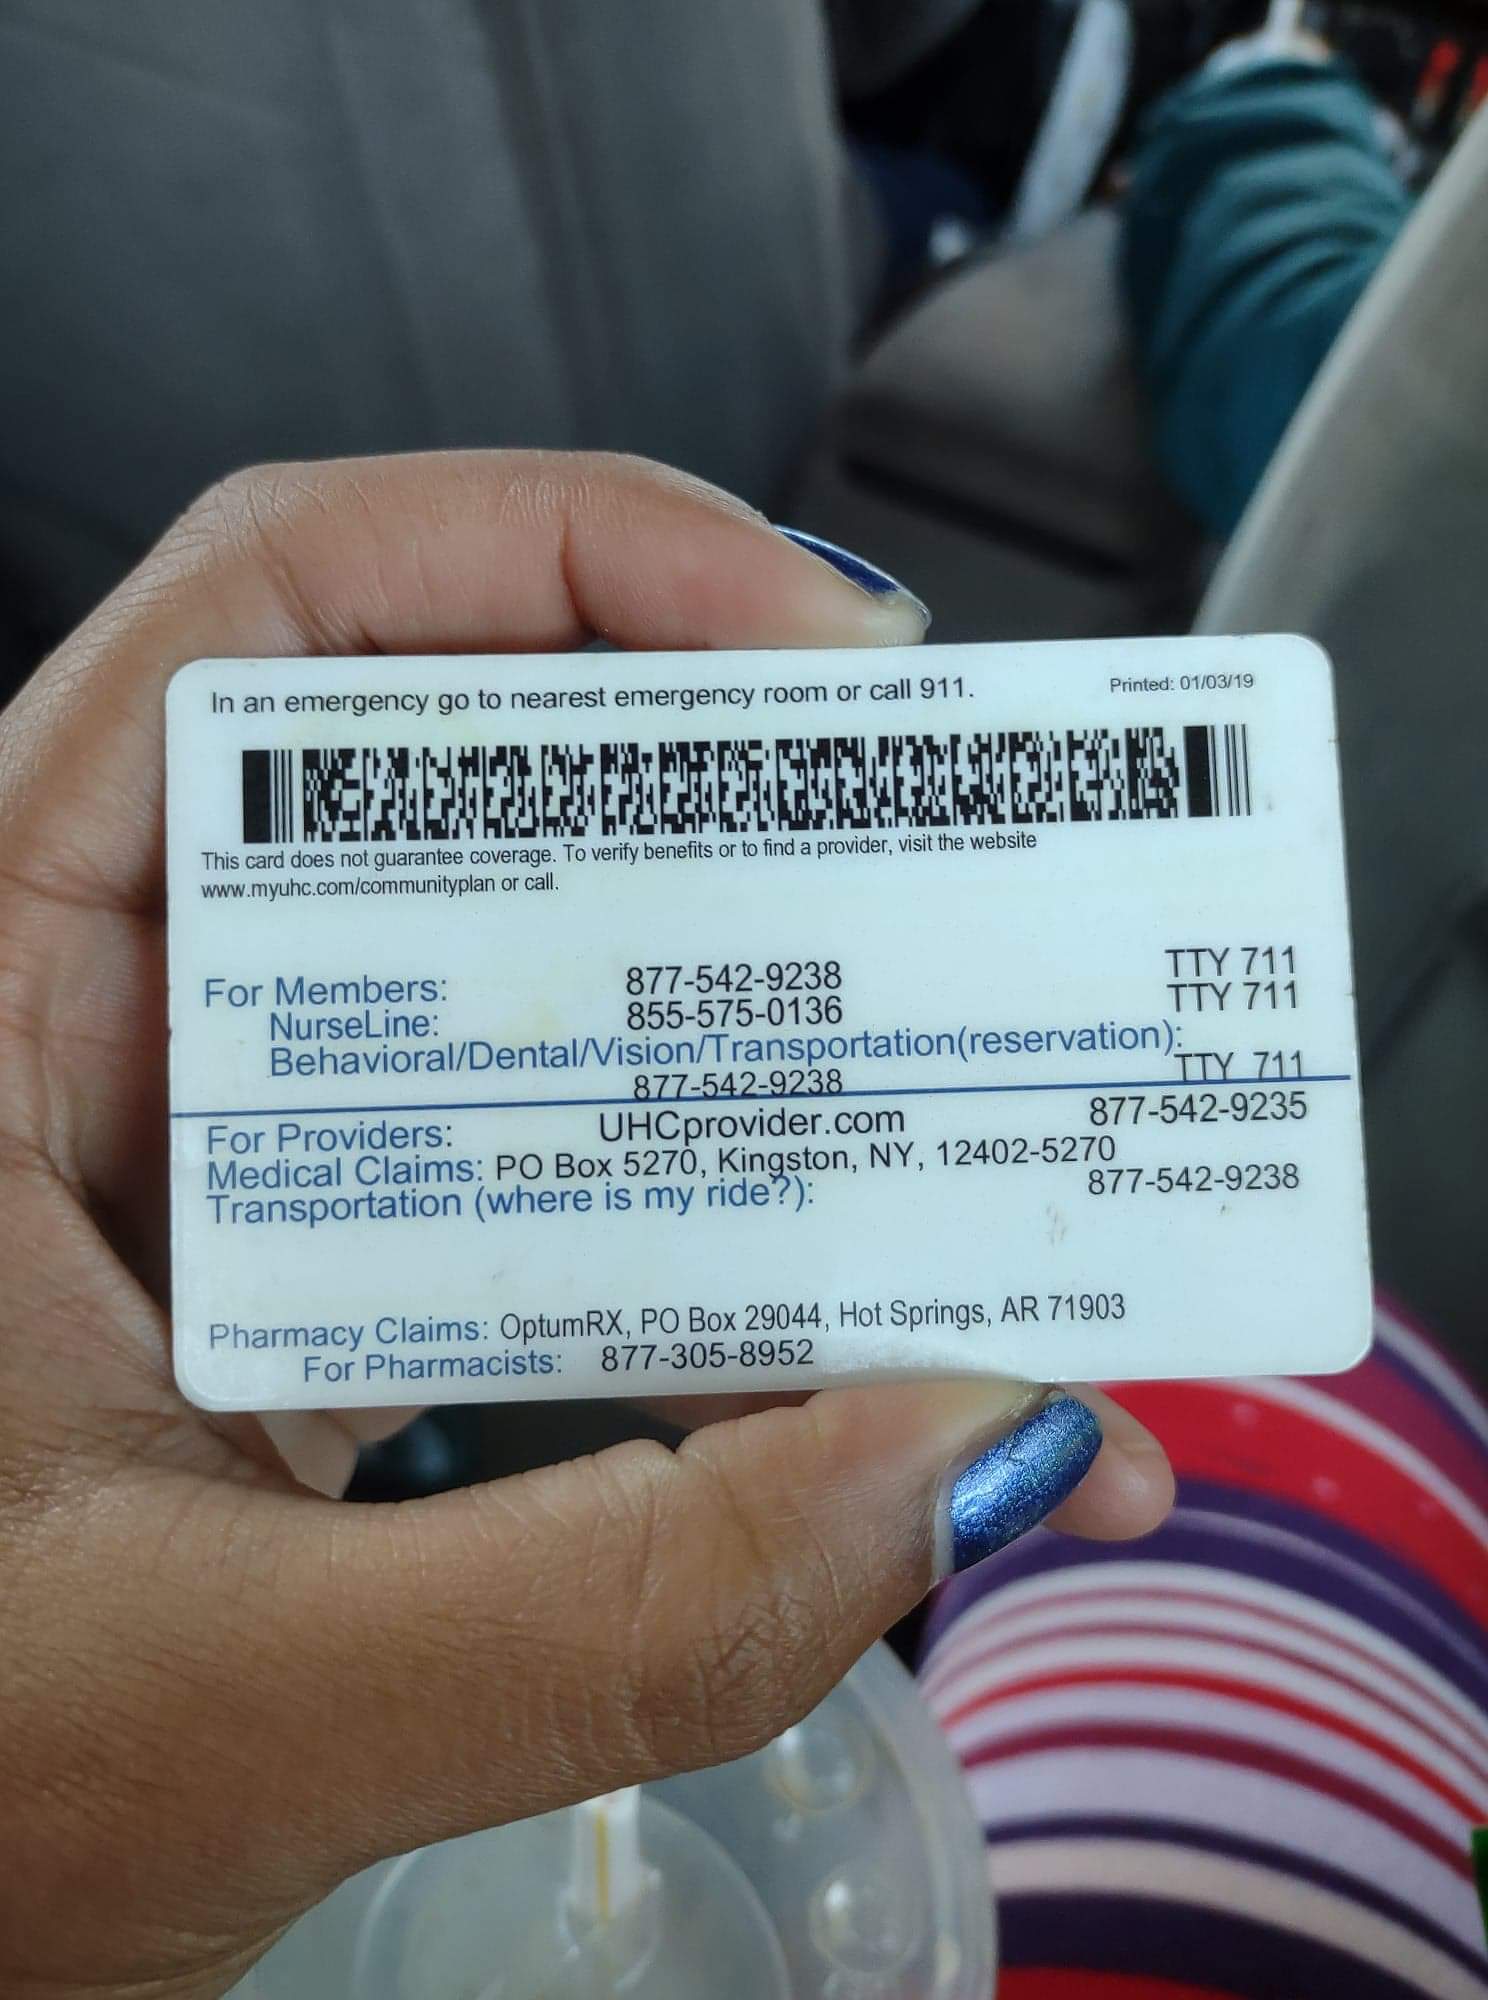 In an emergency go to nearest emergency room or call 911.
Printed: 01/03/19
This card does not guarantee coverage. To verify benefits or to find a provider, visit the website
www.myuhc.com/communityplan or call.
For Members: 877-542-9238 TTY 711
NurseLine: 855-575-0136 TTY 711
Behavioral/Dental/Vision/Transportation(reservation):
877-542-9238 TTY 711
For Providers: UHCprovider.com 877-542-9235
Medical Claims: PO Box 5270, Kingston, NY, 12402-5270
Transportation (where is my ride?): 877-542-9238
Pharmacy Claims: OptumRX, PO Box 29044, Hot Springs, AR 71903
For Pharmacists: 877-305-8952